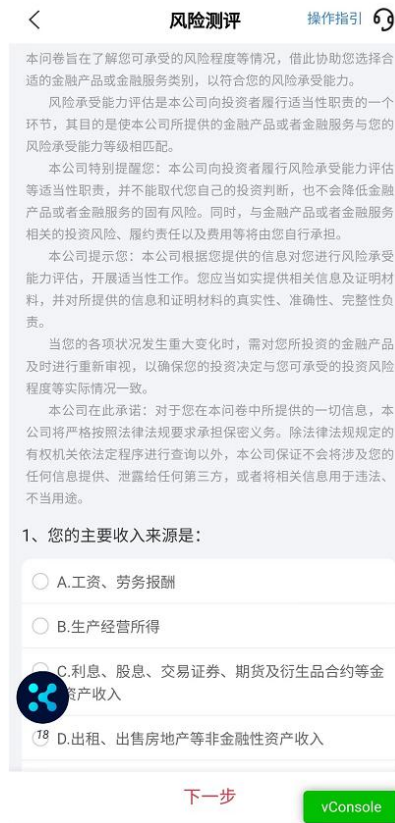 风险测评
操作指引
本问卷旨在了解您可承受的风险程度等情况，借此协助您选择合
适的金融产品或金融服务类别，以符合您的风险承受能力。
风险承受能力评估是本公司向投资者履行适当性职责的一个
环节，其目的是使本公司所提供的金融产品或者金融服务与您的
风险承受能力等级相匹配。
本公司特别提醒您：本公司向投资者履行风险承受能力评估
等适当性职责，并不能取代您自己的投资判断，也不会降低金融
产品或者金融服务的固有风险。同时，与金融产品或者金融服务
相关的投资风险、履约责任以及费用等将由您自行承担。
本公司提示您：本公司根据您提供的信息对您进行风险承受
能力评估，开展适当性工作。您应当如实提供相关信息及证明材
料，并对所提供的信息和证明材料的真实性、准确性、完整性负
责。
当您的各项状况发生重大变化时，需对您所投资的金融产品
及时进行重新审视，以确保您的投资决定与您可承受的投资风险
程度等实际情况一致。
本公司在此承诺：对于您在本问卷中所提供的一切信息，本
公司将严格按照法律法规要求承担保密义务。除法律法规规定的
有权机关依法定程序进行查询以外，本公司保证不会将涉及您的
任何信息提供、泄露给任何第三方，或者将相关信息用于违法、
不当用途。
1、您的主要收入来源是：
A.工资、劳务报酬
B.生产经营所得
C.利息、股息、交易证券、期货及衍生品合约等金
资产收入
18
D.出租、出售房地产等非金融性资产收入
下一步
vConsole